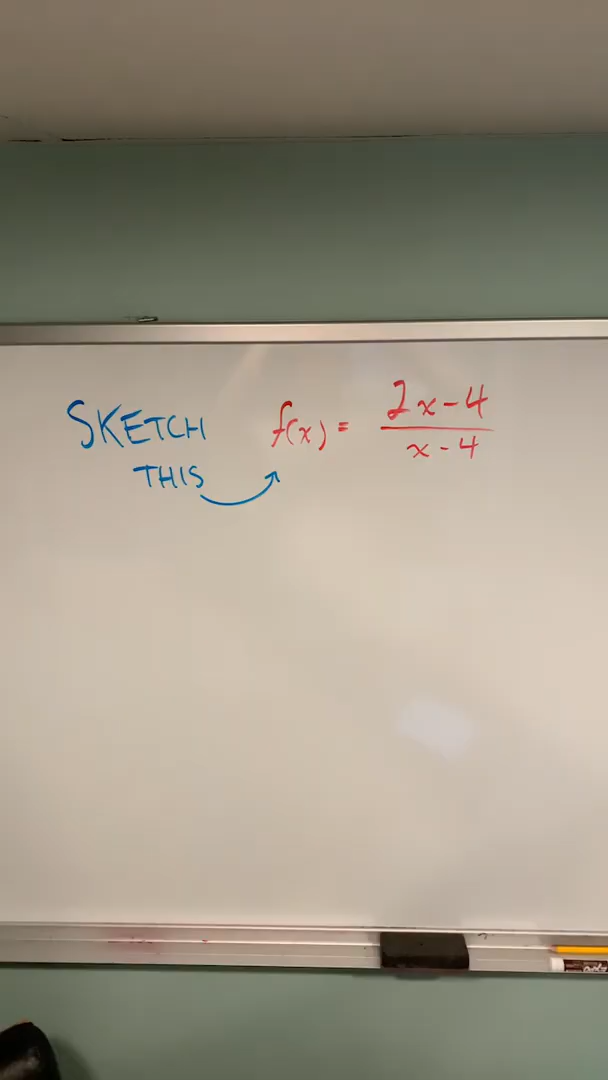 SKETCH f(x) = 2x-4 / x-4
THIS